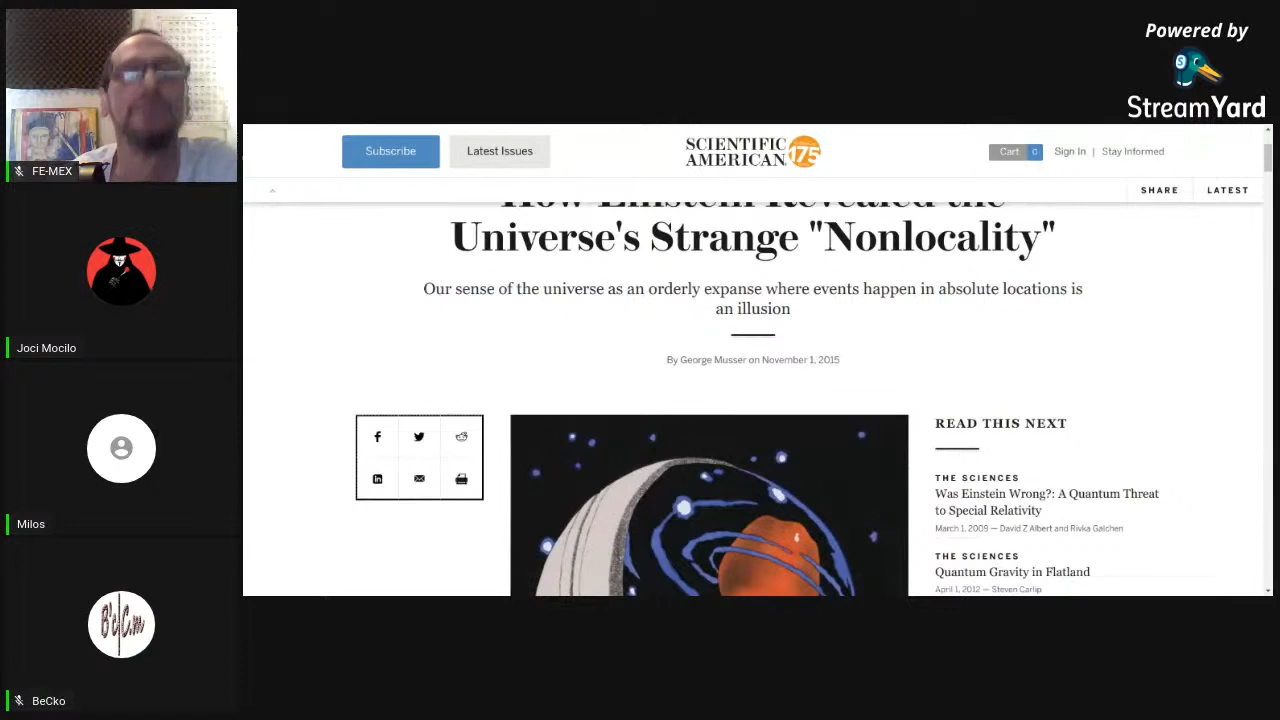 Powered by
StreamYard
FE-MEX
Joci Mocilo
Milos
BeCko
Subscribe
Latest Issues
SCIENTIFIC
AMERICAN 175
Cart 0
Sign In | Stay Informed
SHARE
LATEST
How Einstein Revealed the
Universe's Strange "Nonlocality"
Our sense of the universe as an orderly expanse where events happen in absolute locations is
an illusion
By George Musser on November 1, 2015
READ THIS NEXT
THE SCIENCES
Was Einstein Wrong?: A Quantum Threat
to Special Relativity
March 1, 2009 — David Z Albert and Rivka Galchen
THE SCIENCES
Quantum Gravity in Flatland
April 1, 2012 — Steven Carlip